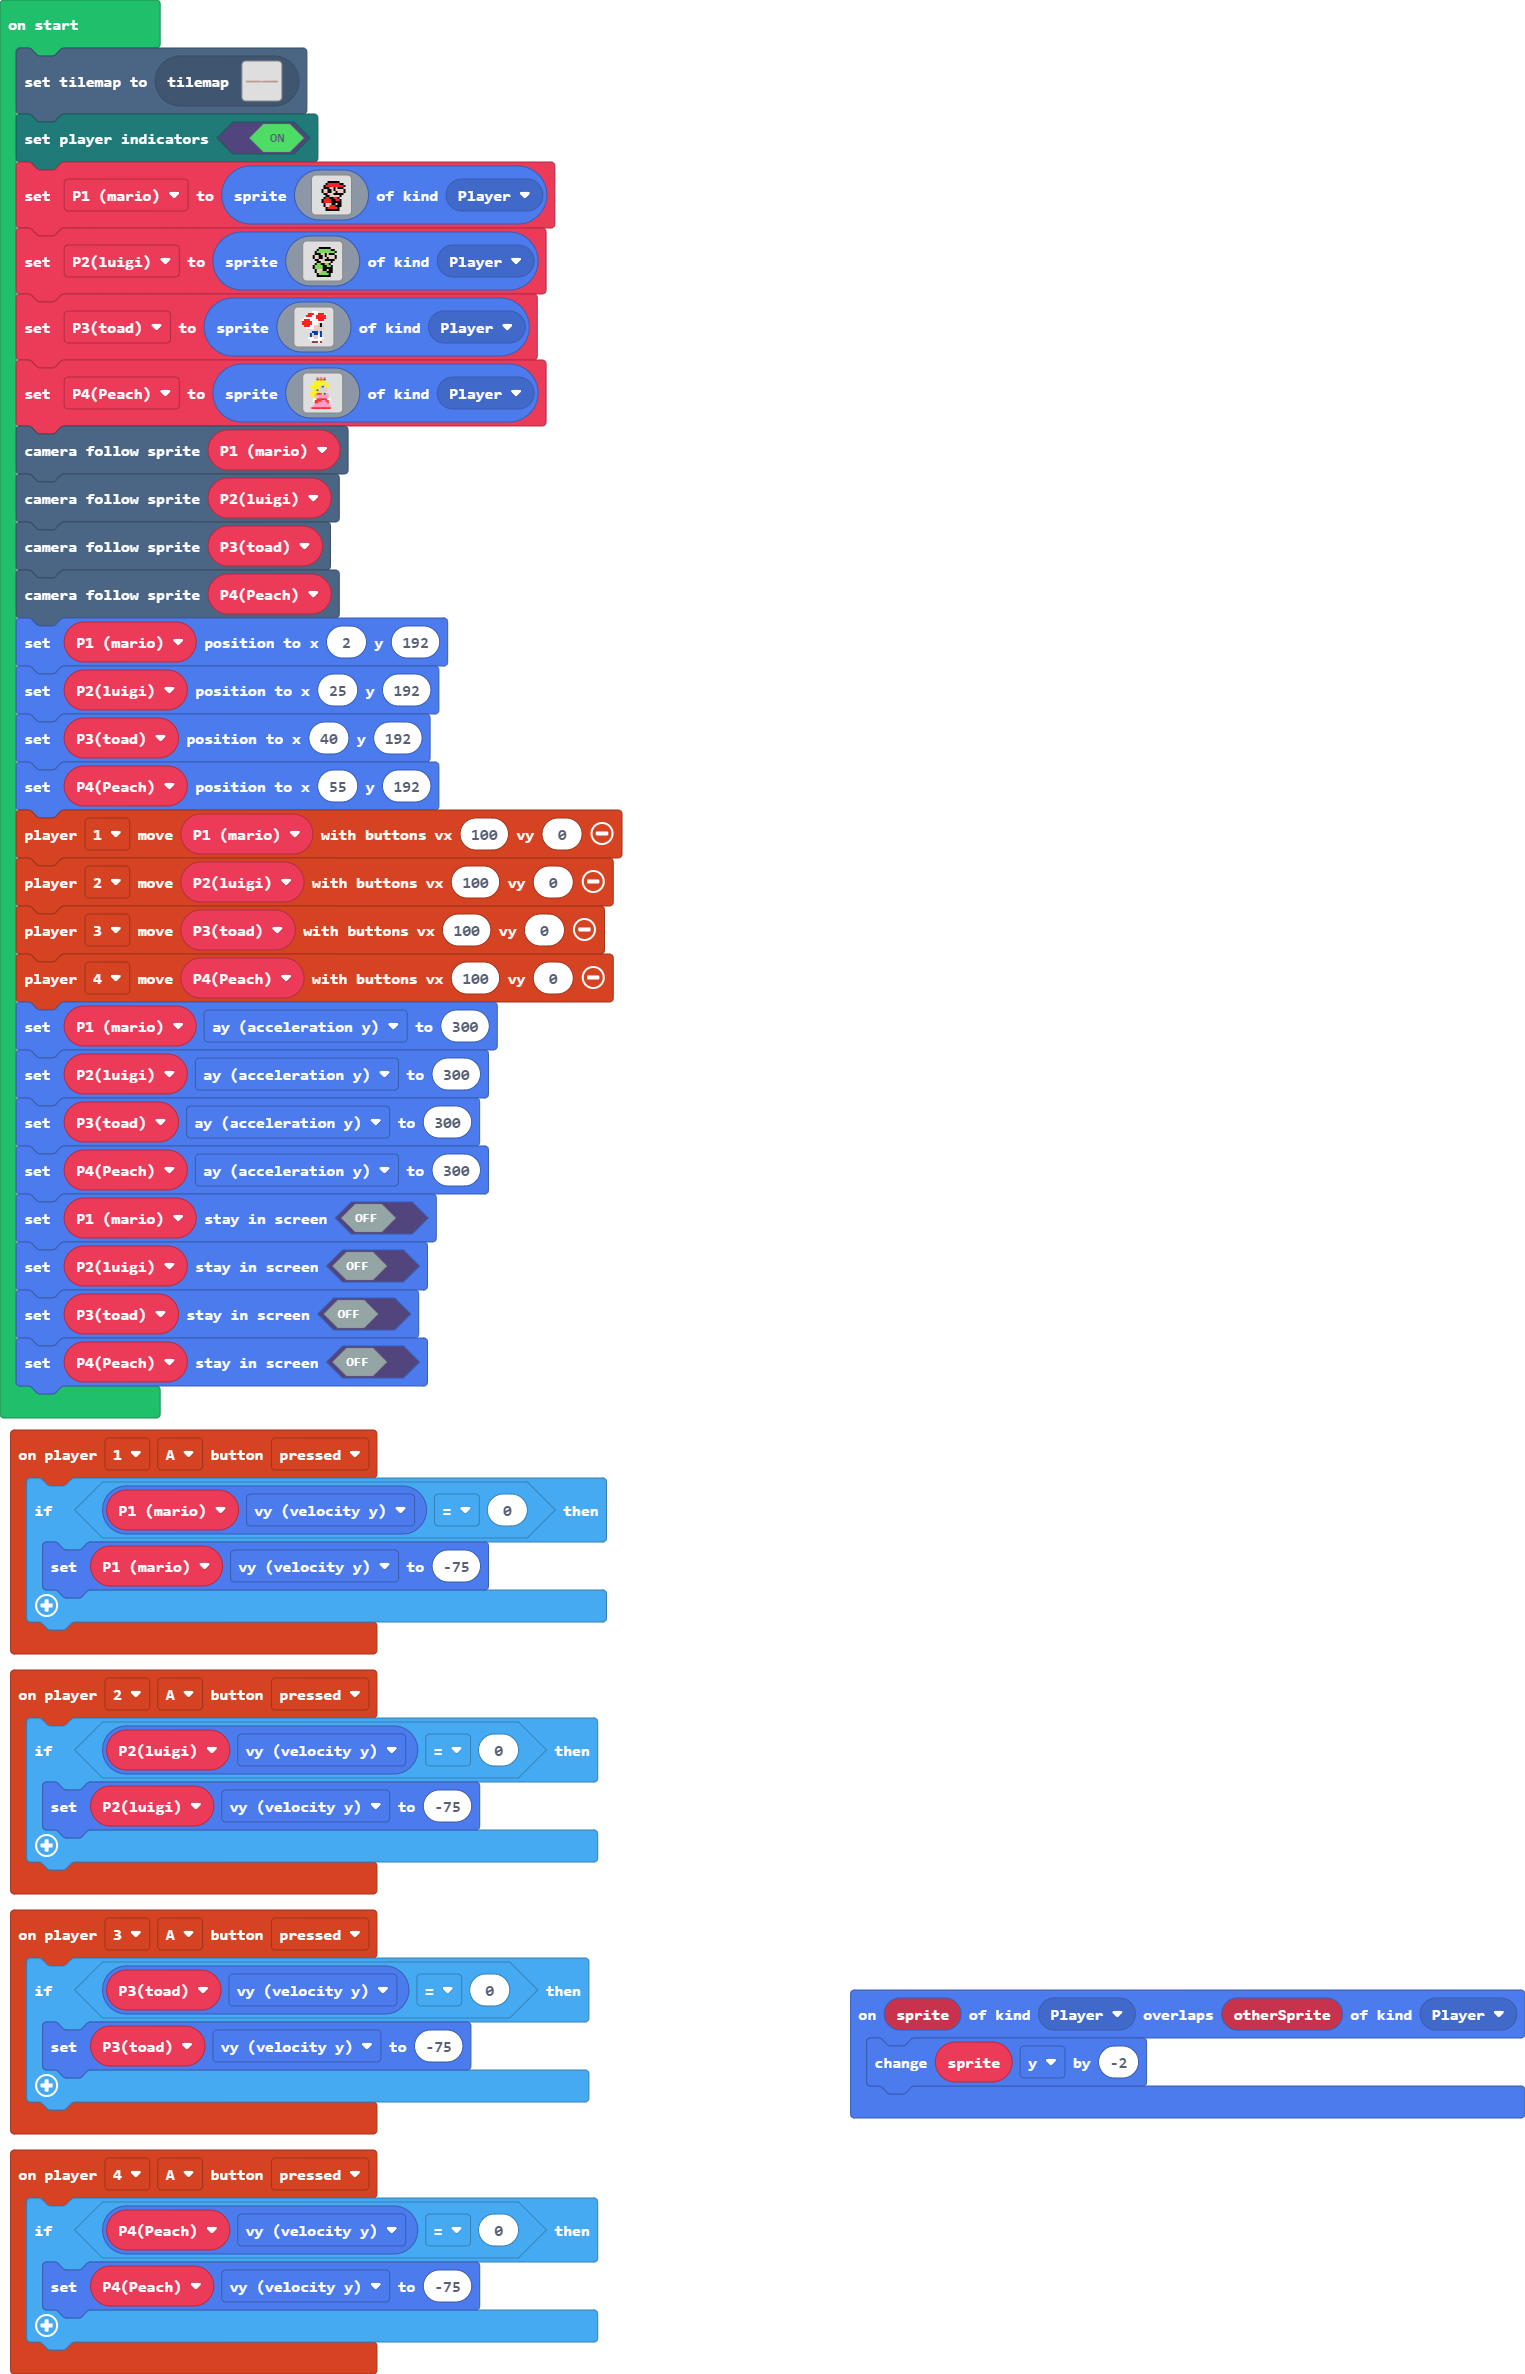 on start
set tilemap to tilemap
set player indicators ON
set P1 (mario) to sprite of kind Player
set P2(luigi) to sprite of kind Player
set P3(toad) to sprite of kind Player
set P4(Peach) to sprite of kind Player
camera follow sprite P1 (mario)
camera follow sprite P2(luigi)
camera follow sprite P3(toad)
camera follow sprite P4(Peach)
set P1 (mario) position to x 2 y 192
set P2(luigi) position to x 25 y 192
set P3(toad) position to x 40 y 192
set P4(Peach) position to x 55 y 192
player 1 move P1 (mario) with buttons vx 100 vy 0
player 2 move P2(luigi) with buttons vx 100 vy 0
player 3 move P3(toad) with buttons vx 100 vy 0
player 4 move P4(Peach) with buttons vx 100 vy 0
set P1 (mario) ay (acceleration y) to 300
set P2(luigi) ay (acceleration y) to 300
set P3(toad) ay (acceleration y) to 300
set P4(Peach) ay (acceleration y) to 300
set P1 (mario) stay in screen OFF
set P2(luigi) stay in screen OFF
set P3(toad) stay in screen OFF
set P4(Peach) stay in screen OFF
on player 1 A button pressed
if P1 (mario) vy (velocity y) = 0 then
set P1 (mario) vy (velocity y) to -75
on player 2 A button pressed
if P2(luigi) vy (velocity y) = 0 then
set P2(luigi) vy (velocity y) to -75
on player 3 A button pressed
if P3(toad) vy (velocity y) = 0 then
set P3(toad) vy (velocity y) to -75
on player 4 A button pressed
if P4(Peach) vy (velocity y) = 0 then
set P4(Peach) vy (velocity y) to -75
on sprite of kind Player overlaps otherSprite of kind Player
change sprite y by -2